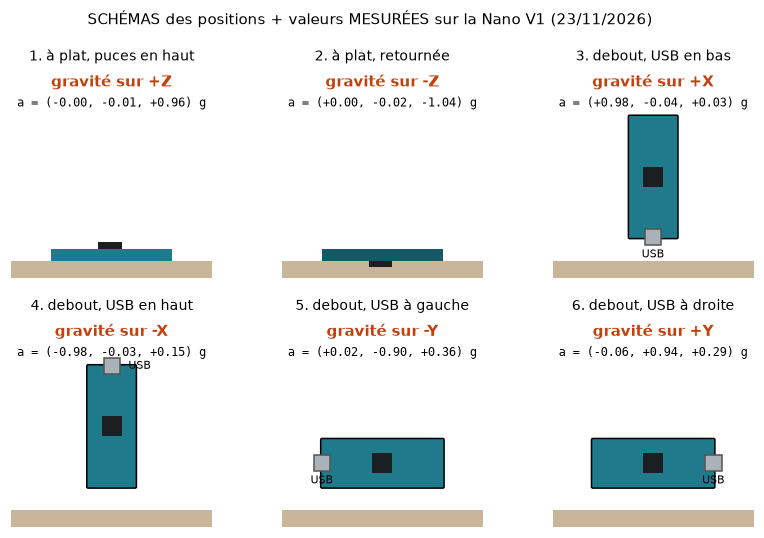 SCHÉMAS des positions + valeurs MESURÉES sur la Nano V1 (23/11/2026)
1. à plat, puces en haut
gravité sur +Z
a = (-0.00, -0.01, +0.96) g
2. à plat, retournée
gravité sur -Z
a = (+0.00, -0.02, -1.04) g
3. debout, USB en bas
gravité sur +X
a = (+0.98, -0.04, +0.03) g
USB
4. debout, USB en haut
gravité sur -X
a = (-0.98, -0.03, +0.15) g
USB
5. debout, USB à gauche
gravité sur -Y
a = (+0.02, -0.90, +0.36) g
USB
6. debout, USB à droite
gravité sur +Y
a = (-0.06, +0.94, +0.29) g
USB